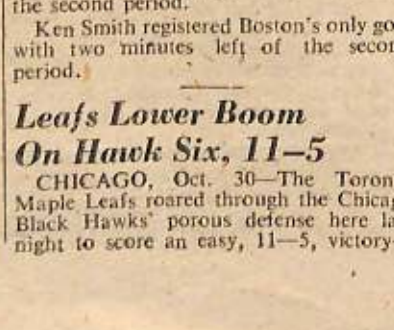 the second period.
Ken Smith registered Boston's only go
with two minutes left of the secon
period.
Leafs Lower Boom
On Hawk Six, 11—5
CHICAGO, Oct. 30—The Toron
Maple Leafs roared through the Chicag
Black Hawks' porous defense here la
night to score an easy, 11—5, victory